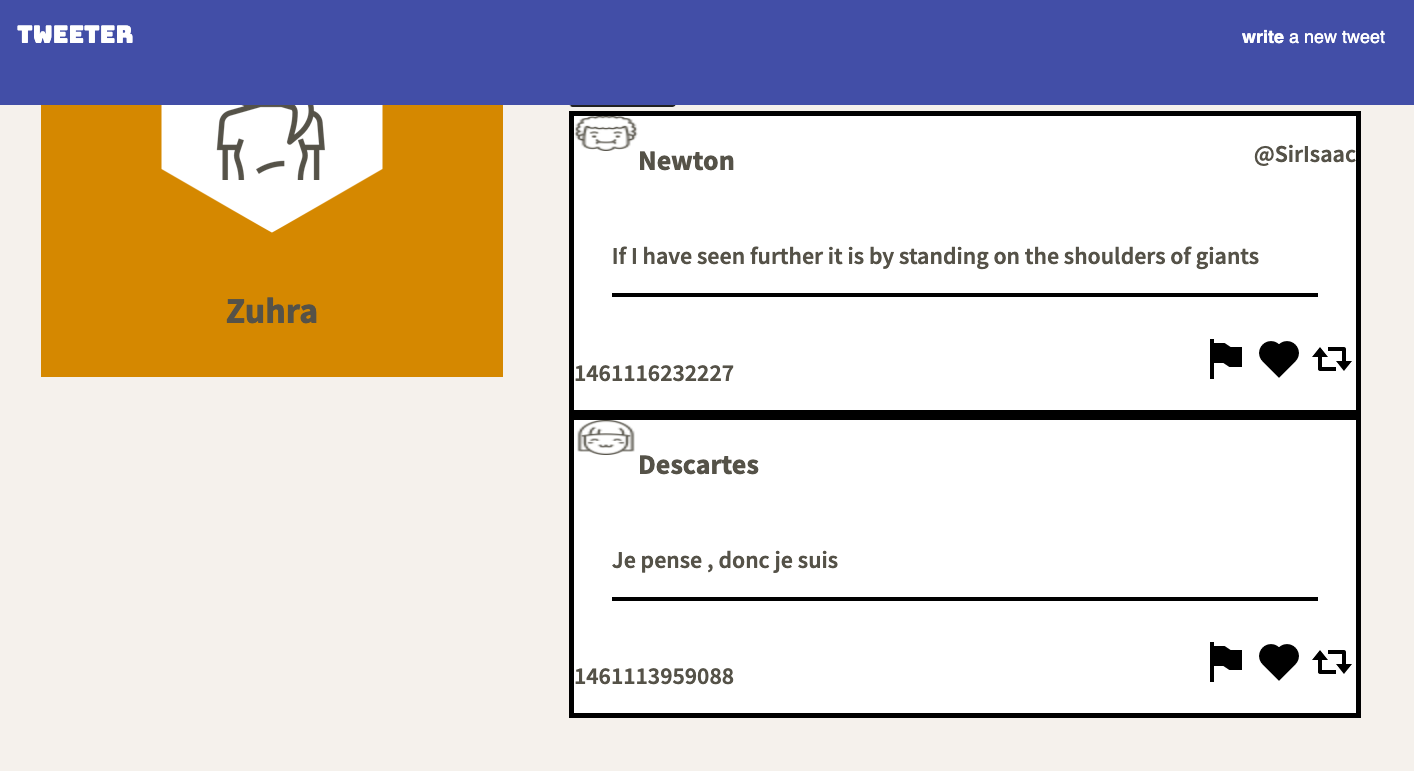 TWEETER
write a new tweet
Zuhra
Newton
@SirIsaac
If I have seen further it is by standing on the shoulders of giants
1461116232227
Descartes
Je pense , donc je suis
1461113959088